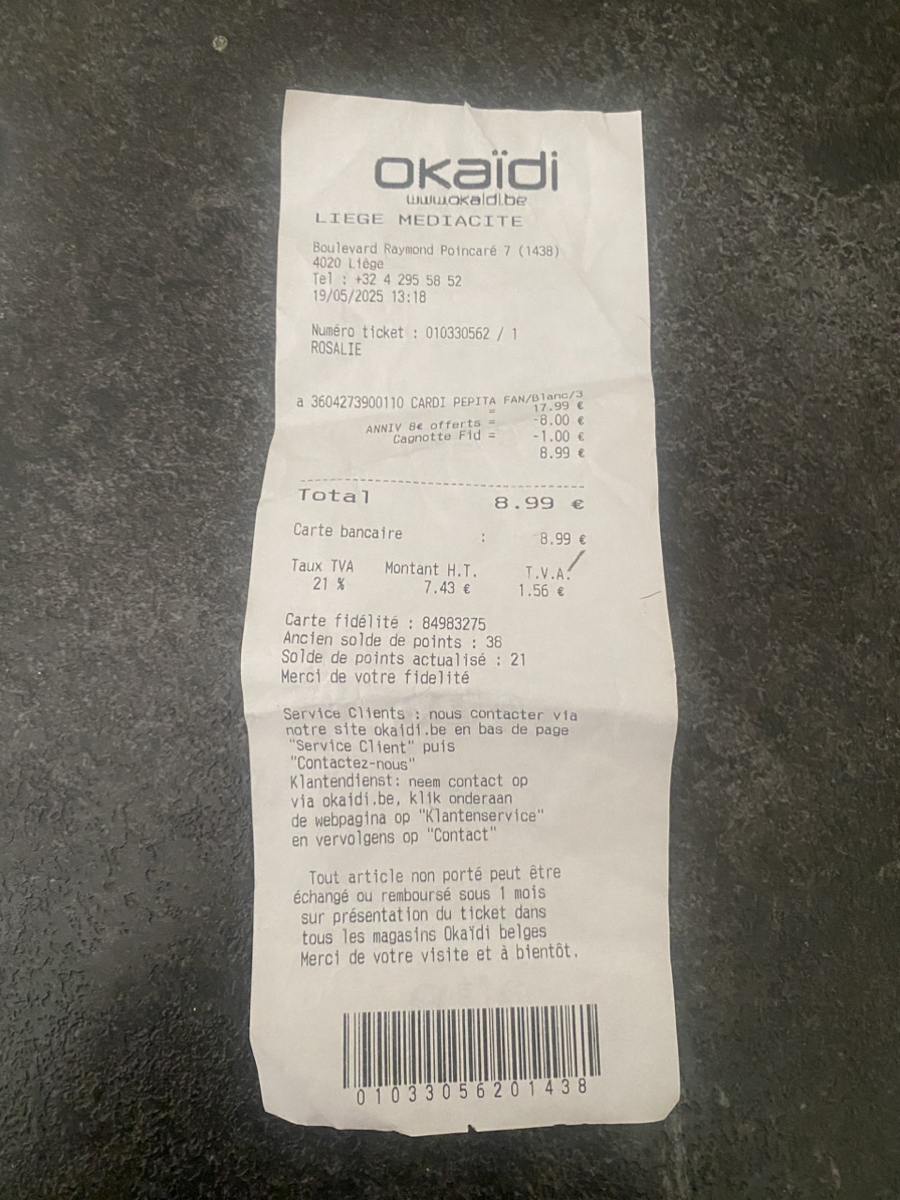 okaïdi
www.okaidi.be
LIEGE MEDIACITE
Boulevard Raymond Poincaré 7 (1438)
4020 Liège
Tel : +32 4 295 58 52
19/05/2025 13:18
Numéro ticket : 010330562 / 1
ROSALIE
a 3604273900110 CARDI PEPITA FAN/Blanc/3
= 17.99 €
ANNIV 8€ offerts = -8.00 €
Cagnotte Fid = -1.00 €
8.99 €
Total 8.99 €
Carte bancaire : 8.99 €
Taux TVA Montant H.T. T.V.A.
21 % 7.43 € 1.56 €
Carte fidélité : 84983275
Ancien solde de points : 38
Solde de points actualisé : 21
Merci de votre fidelité
Service Clients : nous contacter via
notre site okaidi.be en bas de page
"Service Client" puis
"Contactez-nous"
Klantendienst: neem contact op
via okaidi.be, klik onderaan
de webpagina op "Klantenservice"
en vervolgens op "Contact"
Tout article non porté peut être
échangé ou remboursé sous 1 mois
sur présentation du ticket dans
tous les magasins Okaïdi belges
Merci de votre visite et à bientôt.
01033056201438